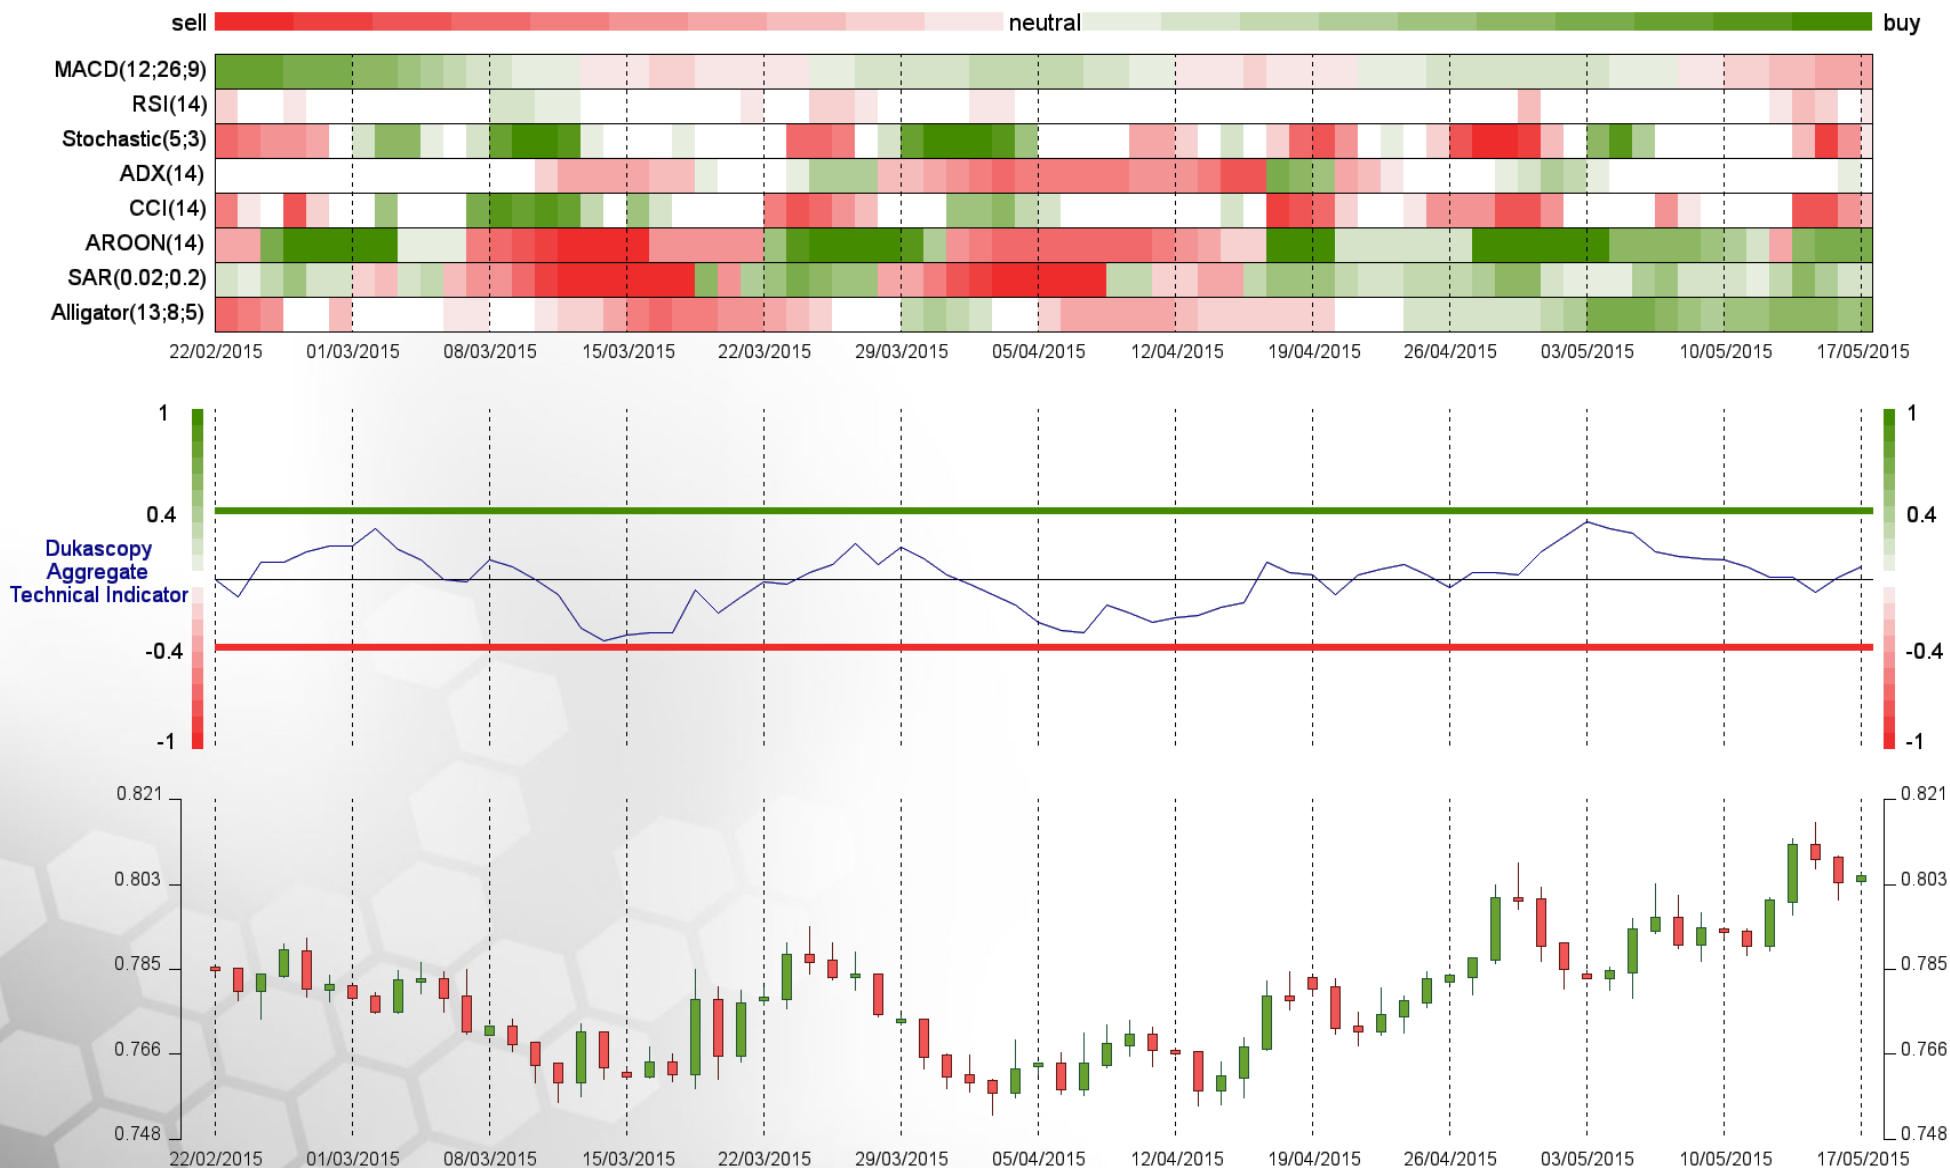 sell neutral buy
MACD(12;26;9)
RSI(14)
Stochastic(5;3)
ADX(14)
CCI(14)
AROON(14)
SAR(0.02;0.2)
Alligator(13;8;5)
22/02/2015 01/03/2015 08/03/2015 15/03/2015 22/03/2015 29/03/2015 05/04/2015 12/04/2015 19/04/2015 26/04/2015 03/05/2015 10/05/2015 17/05/2015
1 1
0.4 0.4
Dukascopy
Aggregate
Technical Indicator
-0.4 -0.4
-1 -1
0.821 0.821
0.803 0.803
0.785 0.785
0.766 0.766
0.748 0.748
22/02/2015 01/03/2015 08/03/2015 15/03/2015 22/03/2015 29/03/2015 05/04/2015 12/04/2015 19/04/2015 26/04/2015 03/05/2015 10/05/2015 17/05/2015